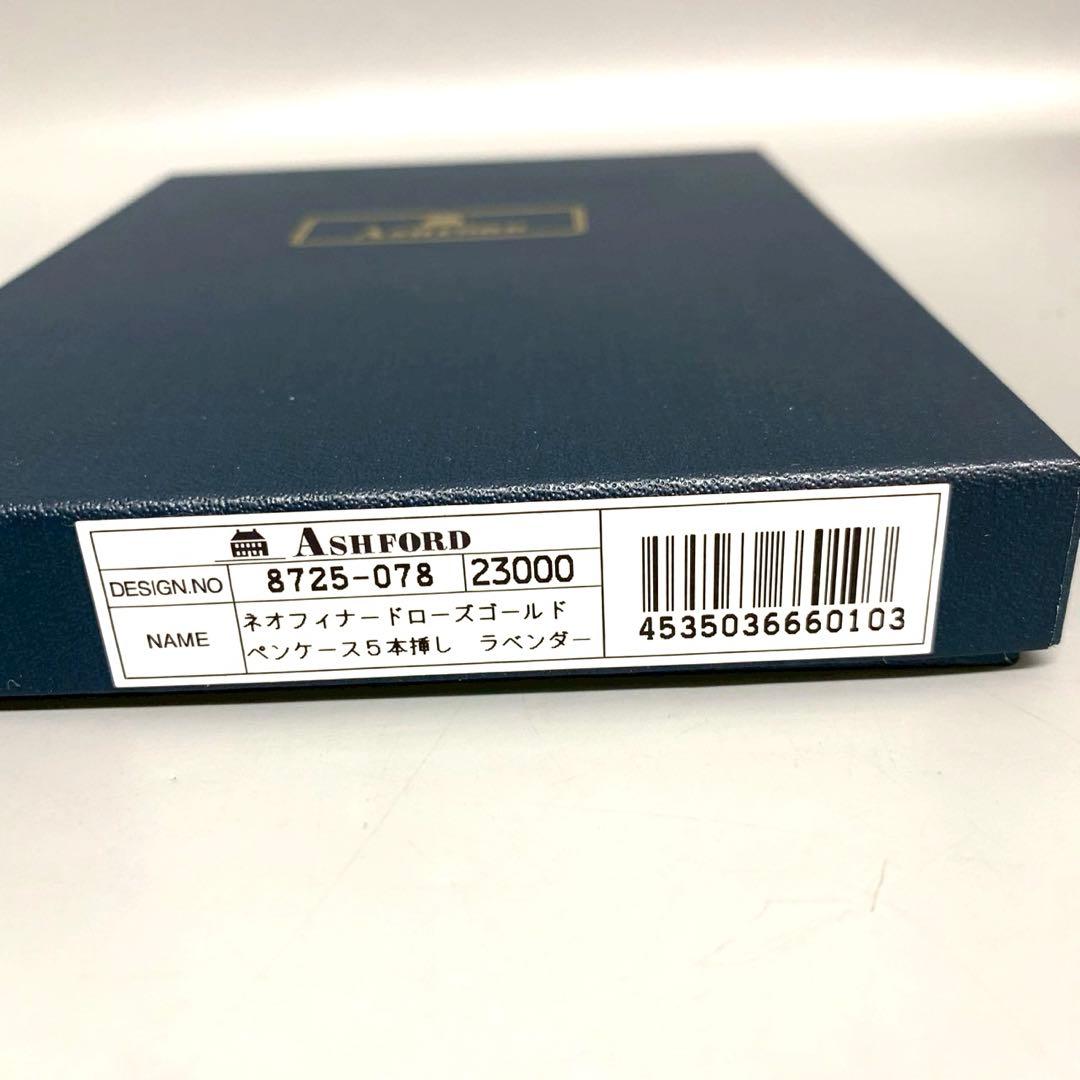 ASHFORD
ASHFORD
DESIGN.NO 8725-078 23000
NAME ネオフィナードローズゴールド
ペンケース5本挿し ラベンダー
4535036660103